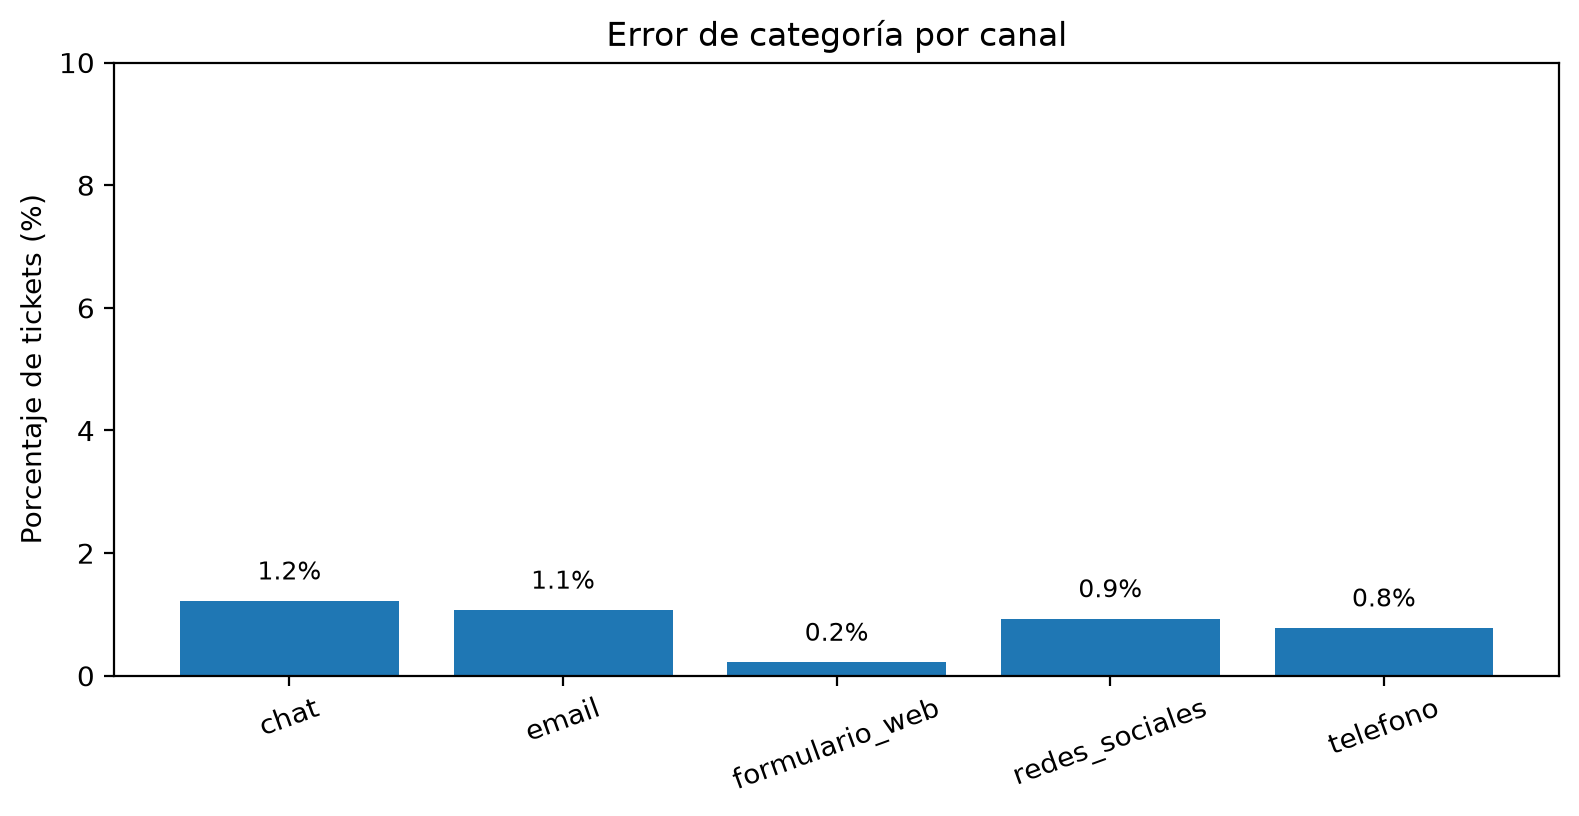 Error de categoría por canal
Porcentaje de tickets (%)
10
8
6
4
2
0
1.2%
1.1%
0.2%
0.9%
0.8%
chat
email
formulario_web
redes_sociales
telefono